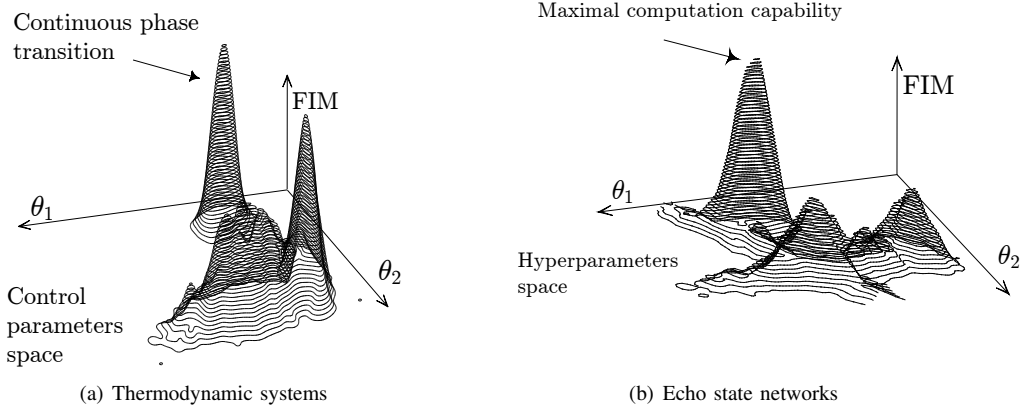 Continuous phase
transition
FIM
θ1
θ2
Control
parameters
space
(a) Thermodynamic systems
Maximal computation capability
FIM
θ1
θ2
Hyperparameters
space
(b) Echo state networks